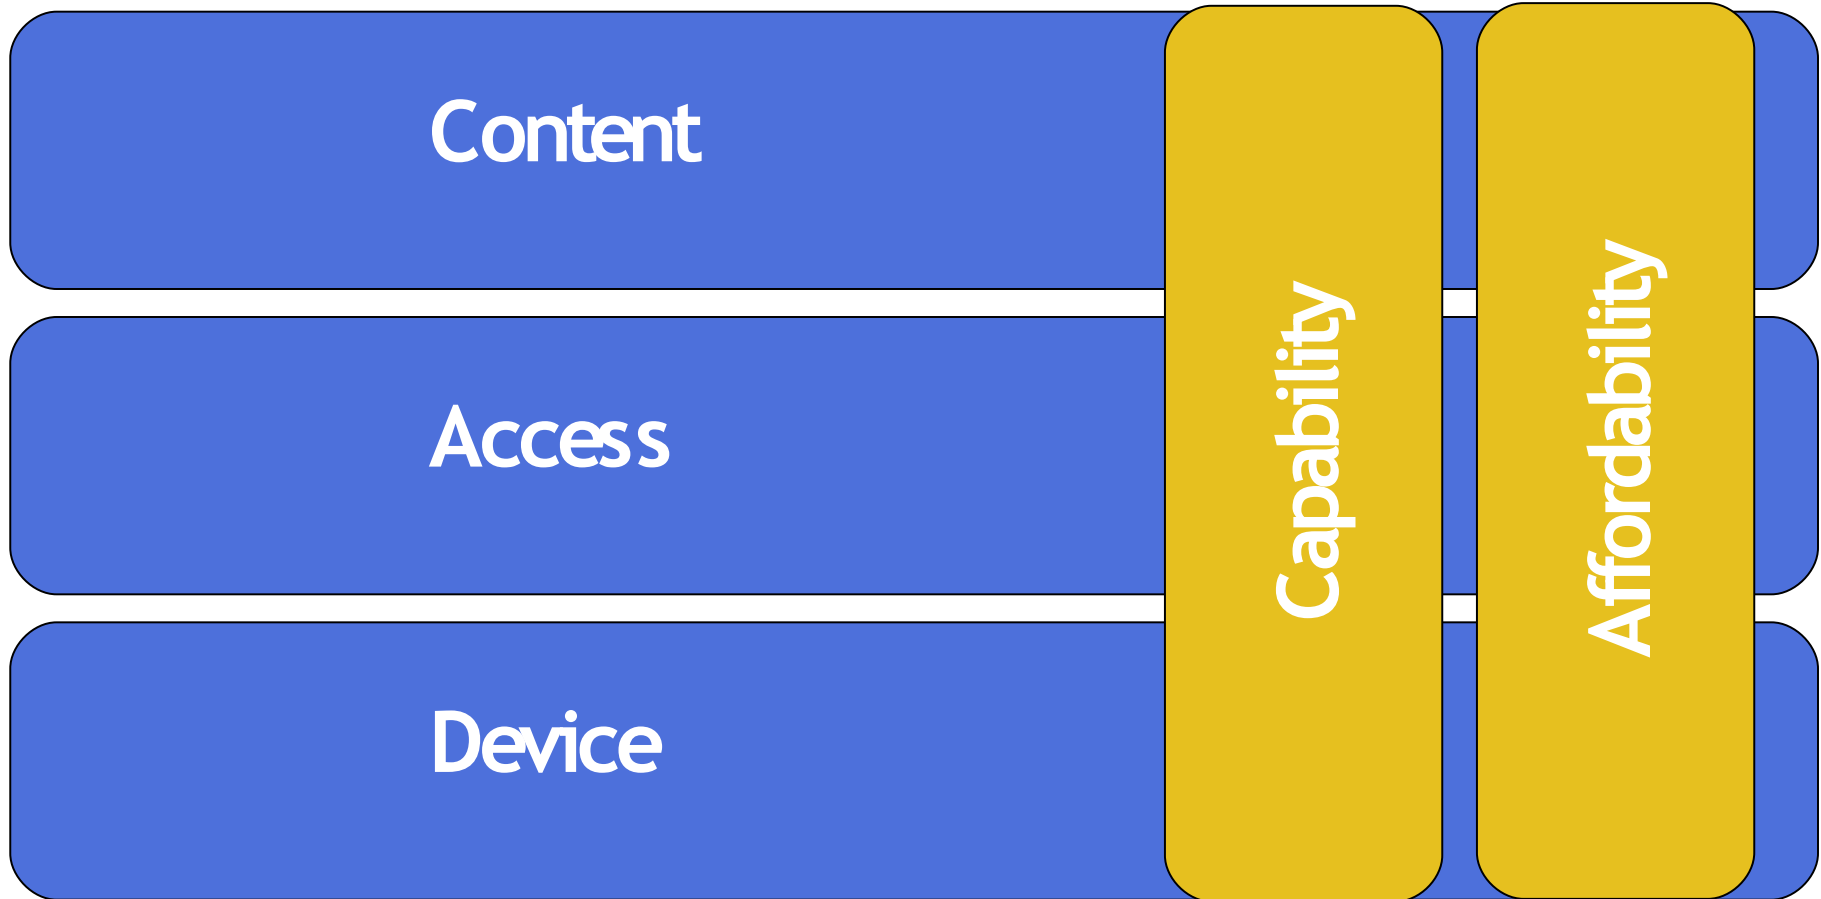 Content
Access
Device
Capability
Affordability